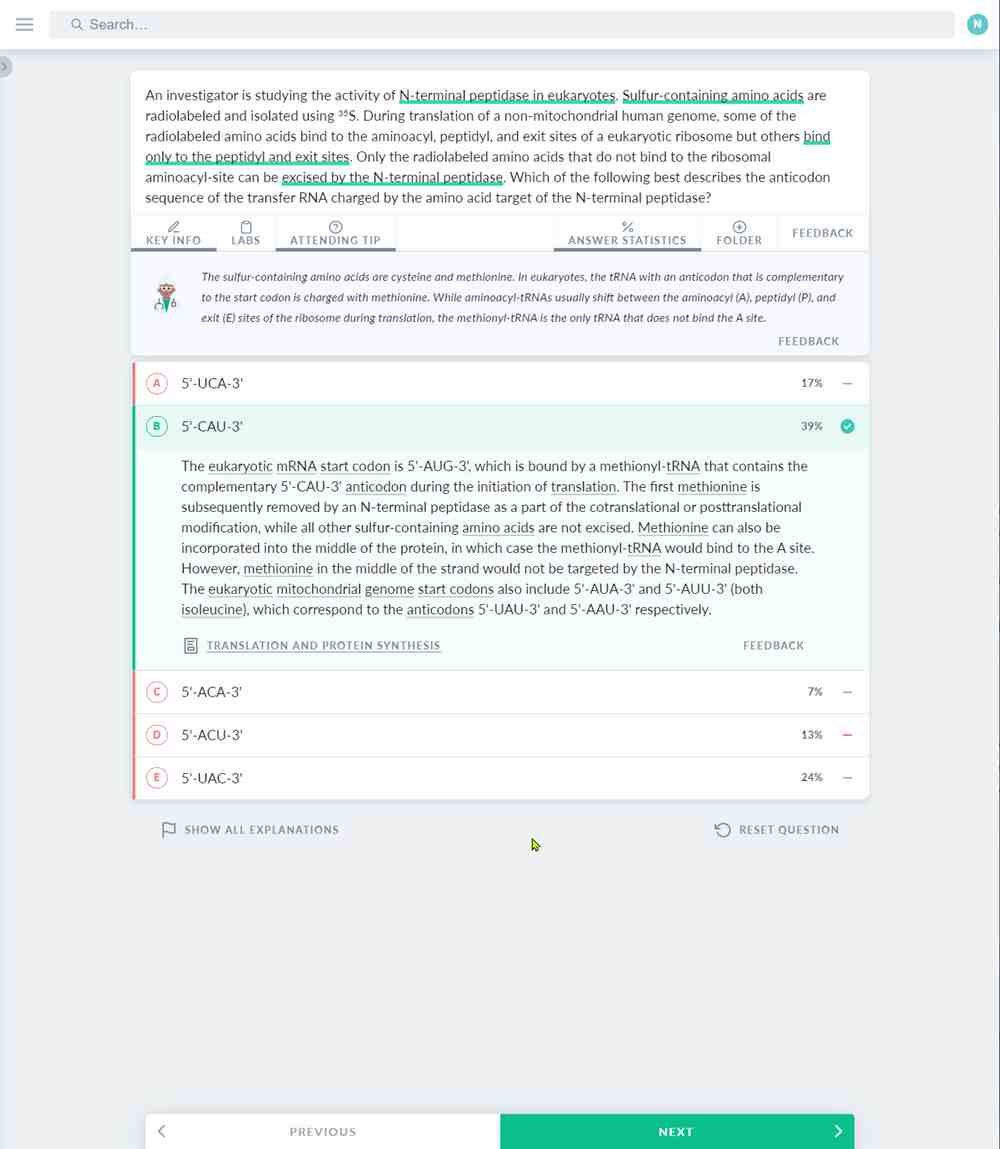 Search...
N
An investigator is studying the activity of N-terminal peptidase in eukaryotes. Sulfur-containing amino acids are
radiolabeled and isolated using ³⁵S. During translation of a non-mitochondrial human genome, some of the
radiolabeled amino acids bind to the aminoacyl, peptidyl, and exit sites of a eukaryotic ribosome but others bind
only to the peptidyl and exit sites. Only the radiolabeled amino acids that do not bind to the ribosomal
aminoacyl-site can be excised by the N-terminal peptidase. Which of the following best describes the anticodon
sequence of the transfer RNA charged by the amino acid target of the N-terminal peptidase?
KEY INFO LABS ATTENDING TIP ANSWER STATISTICS FOLDER FEEDBACK
The sulfur-containing amino acids are cysteine and methionine. In eukaryotes, the tRNA with an anticodon that is complementary
to the start codon is charged with methionine. While aminoacyl-tRNAs usually shift between the aminoacyl (A), peptidyl (P), and
exit (E) sites of the ribosome during translation, the methionyl-tRNA is the only tRNA that does not bind the A site.
FEEDBACK
A 5'-UCA-3' 17%
B 5'-CAU-3' 39%
The eukaryotic mRNA start codon is 5'-AUG-3', which is bound by a methionyl-tRNA that contains the
complementary 5'-CAU-3' anticodon during the initiation of translation. The first methionine is
subsequently removed by an N-terminal peptidase as a part of the cotranslational or posttranslational
modification, while all other sulfur-containing amino acids are not excised. Methionine can also be
incorporated into the middle of the protein, in which case the methionyl-tRNA would bind to the A site.
However, methionine in the middle of the strand would not be targeted by the N-terminal peptidase.
The eukaryotic mitochondrial genome start codons also include 5'-AUA-3' and 5'-AUU-3' (both
isoleucine), which correspond to the anticodons 5'-UAU-3' and 5'-AAU-3' respectively.
TRANSLATION AND PROTEIN SYNTHESIS FEEDBACK
C 5'-ACA-3' 7%
D 5'-ACU-3' 13%
E 5'-UAC-3' 24%
SHOW ALL EXPLANATIONS RESET QUESTION
PREVIOUS NEXT